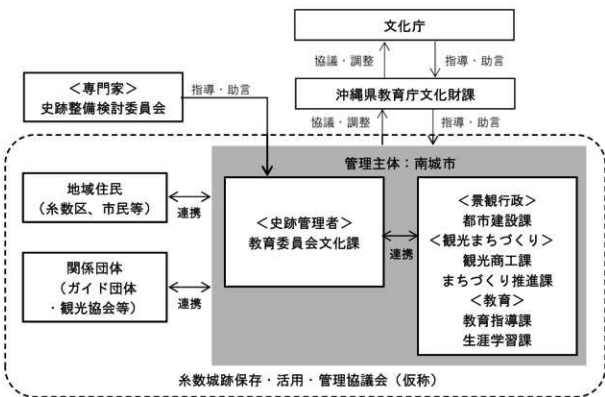 文化庁
協議・調整
指導・助言
<専門家>
史跡整備検討委員会
指導・助言
沖縄県教育庁文化財課
協議・調整
指導・助言
管理主体：南城市
地域住民
（糸数区、市民等）
連携
<史跡管理者>
教育委員会文化課
連携
<景観行政>
都市建設課
<観光まちづくり>
観光商工課
まちづくり推進課
<教育>
教育指導課
生涯学習課
関係団体
（ガイド団体
・観光協会等）
連携
糸数城跡保存・活用・管理協議会（仮称）